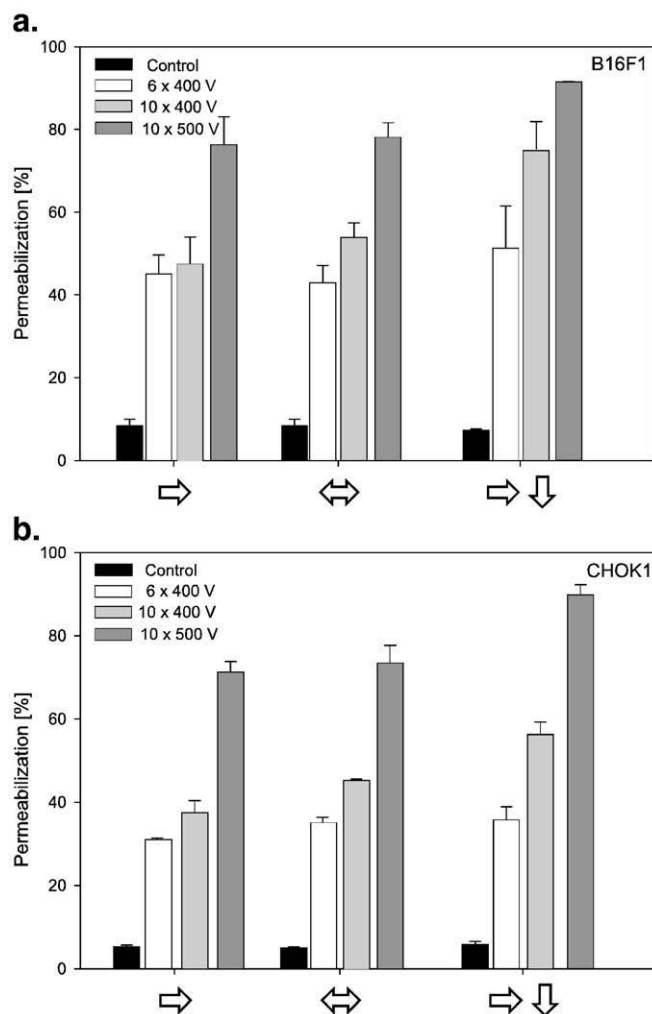 a.
100
B16F1
Control
6 x 400 V
80
10 x 400 V
10 x 500 V
60
Permeabilization [%]
40
20
0
b.
100
CHOK1
Control
6 x 400 V
80
10 x 400 V
10 x 500 V
60
Permeabilization [%]
40
20
0